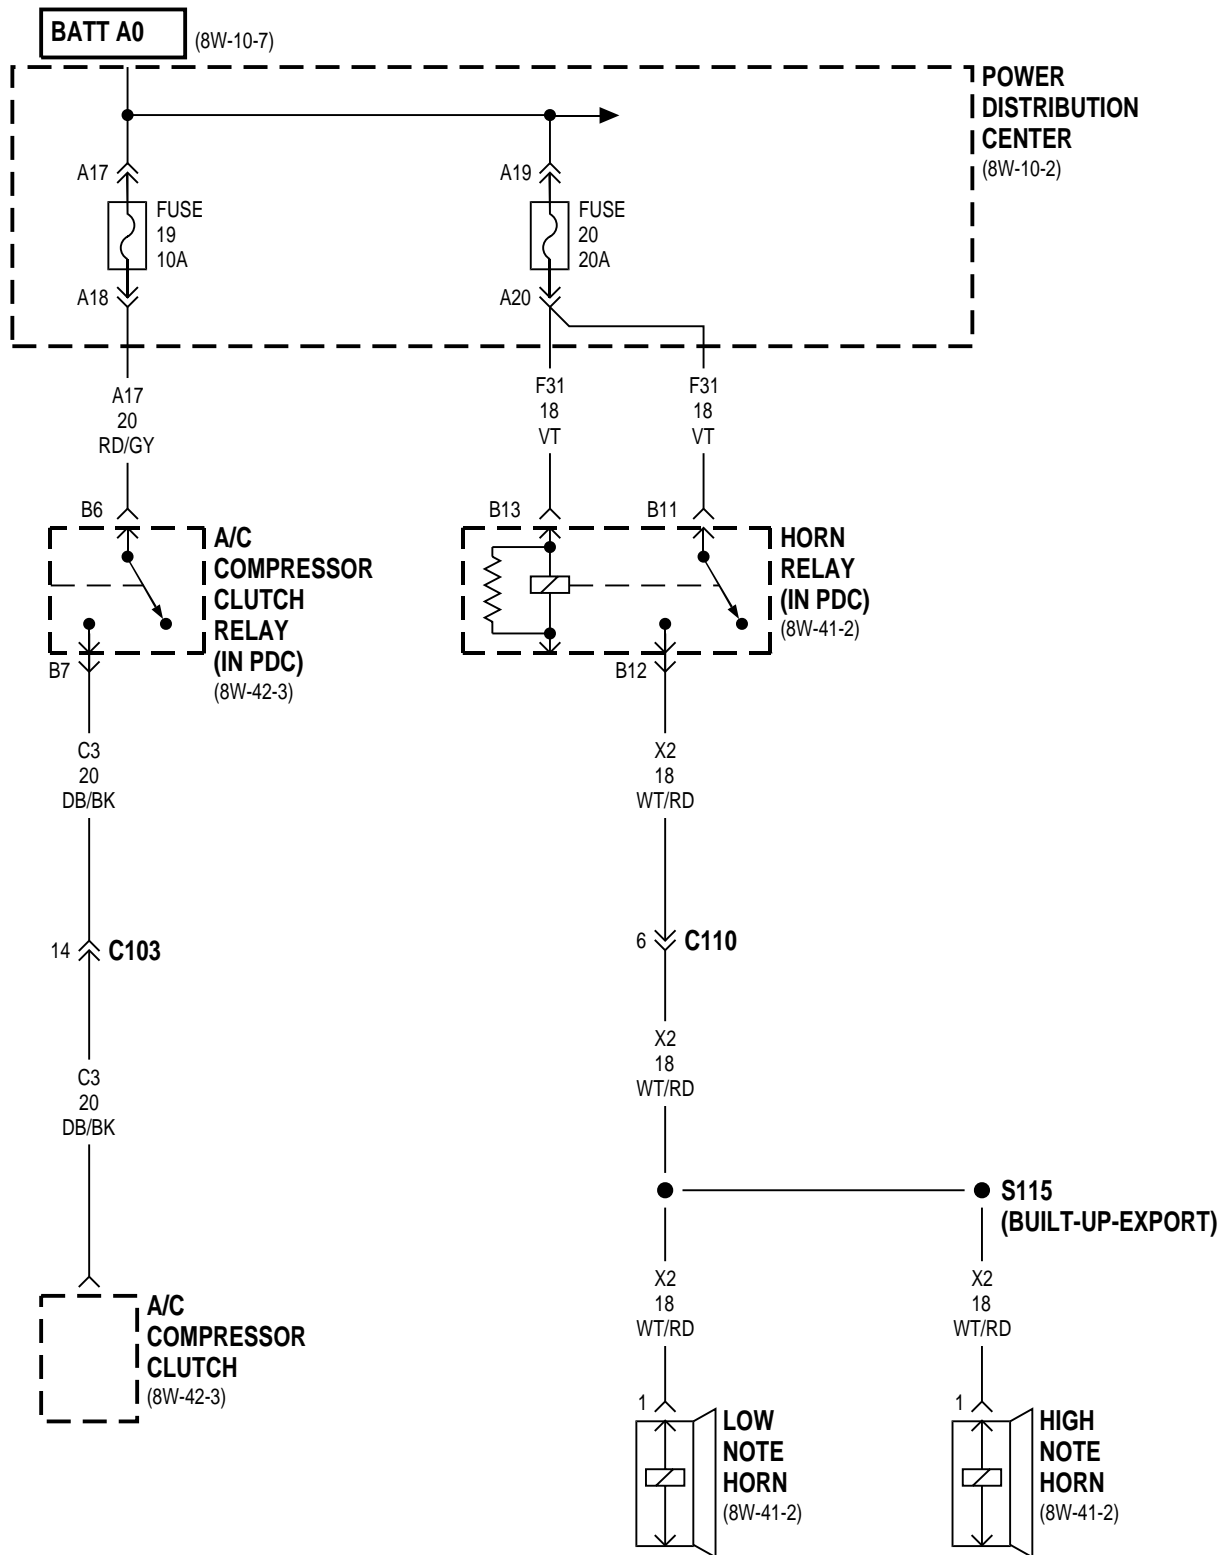 BATT A0
(8W-10-7)
POWER
DISTRIBUTION
CENTER
(8W-10-2)
A17
FUSE
19
10A
A18
A19
FUSE
20
20A
A20
A17
20
RD/GY
F31
18
VT
F31
18
VT
B6
A/C
COMPRESSOR
CLUTCH
RELAY
(IN PDC)
(8W-42-3)
B7
B13
B11
HORN
RELAY
(IN PDC)
(8W-41-2)
B12
C3
20
DB/BK
X2
18
WT/RD
14
C103
6
C110
C3
20
DB/BK
X2
18
WT/RD
S115
(BUILT-UP-EXPORT)
X2
18
WT/RD
X2
18
WT/RD
A/C
COMPRESSOR
CLUTCH
(8W-42-3)
1
LOW
NOTE
HORN
(8W-41-2)
1
HIGH
NOTE
HORN
(8W-41-2)